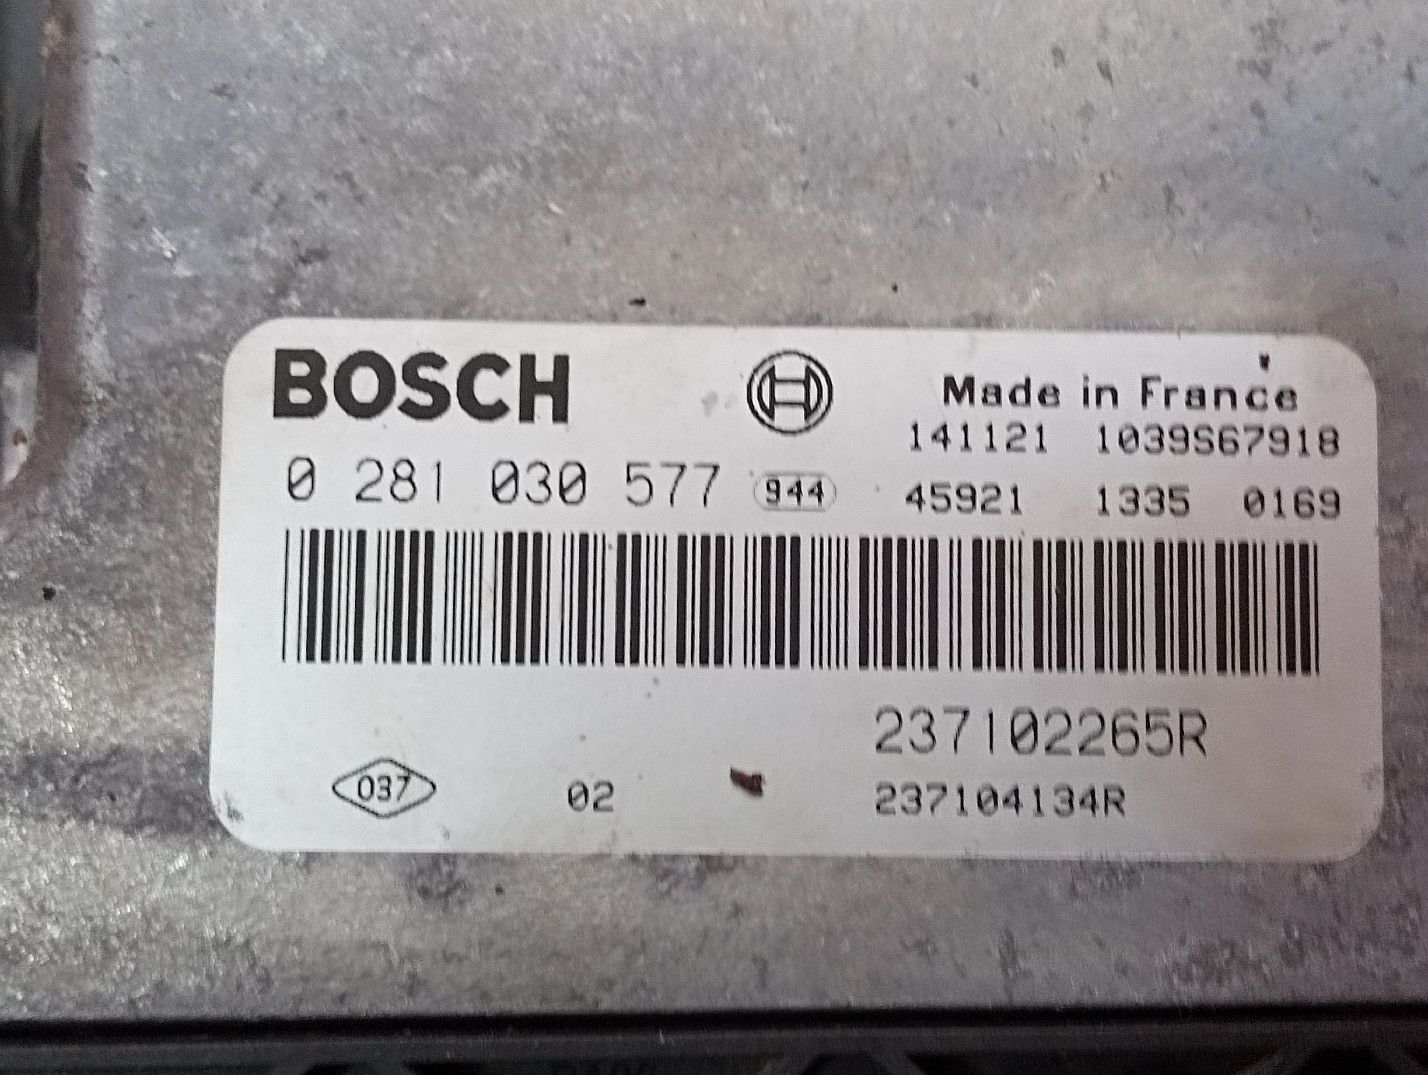 BOSCH
Made in France
141121 1039S67918
0 281 030 577 944 45921 1335 0169
237102265R
037 02 237104134R